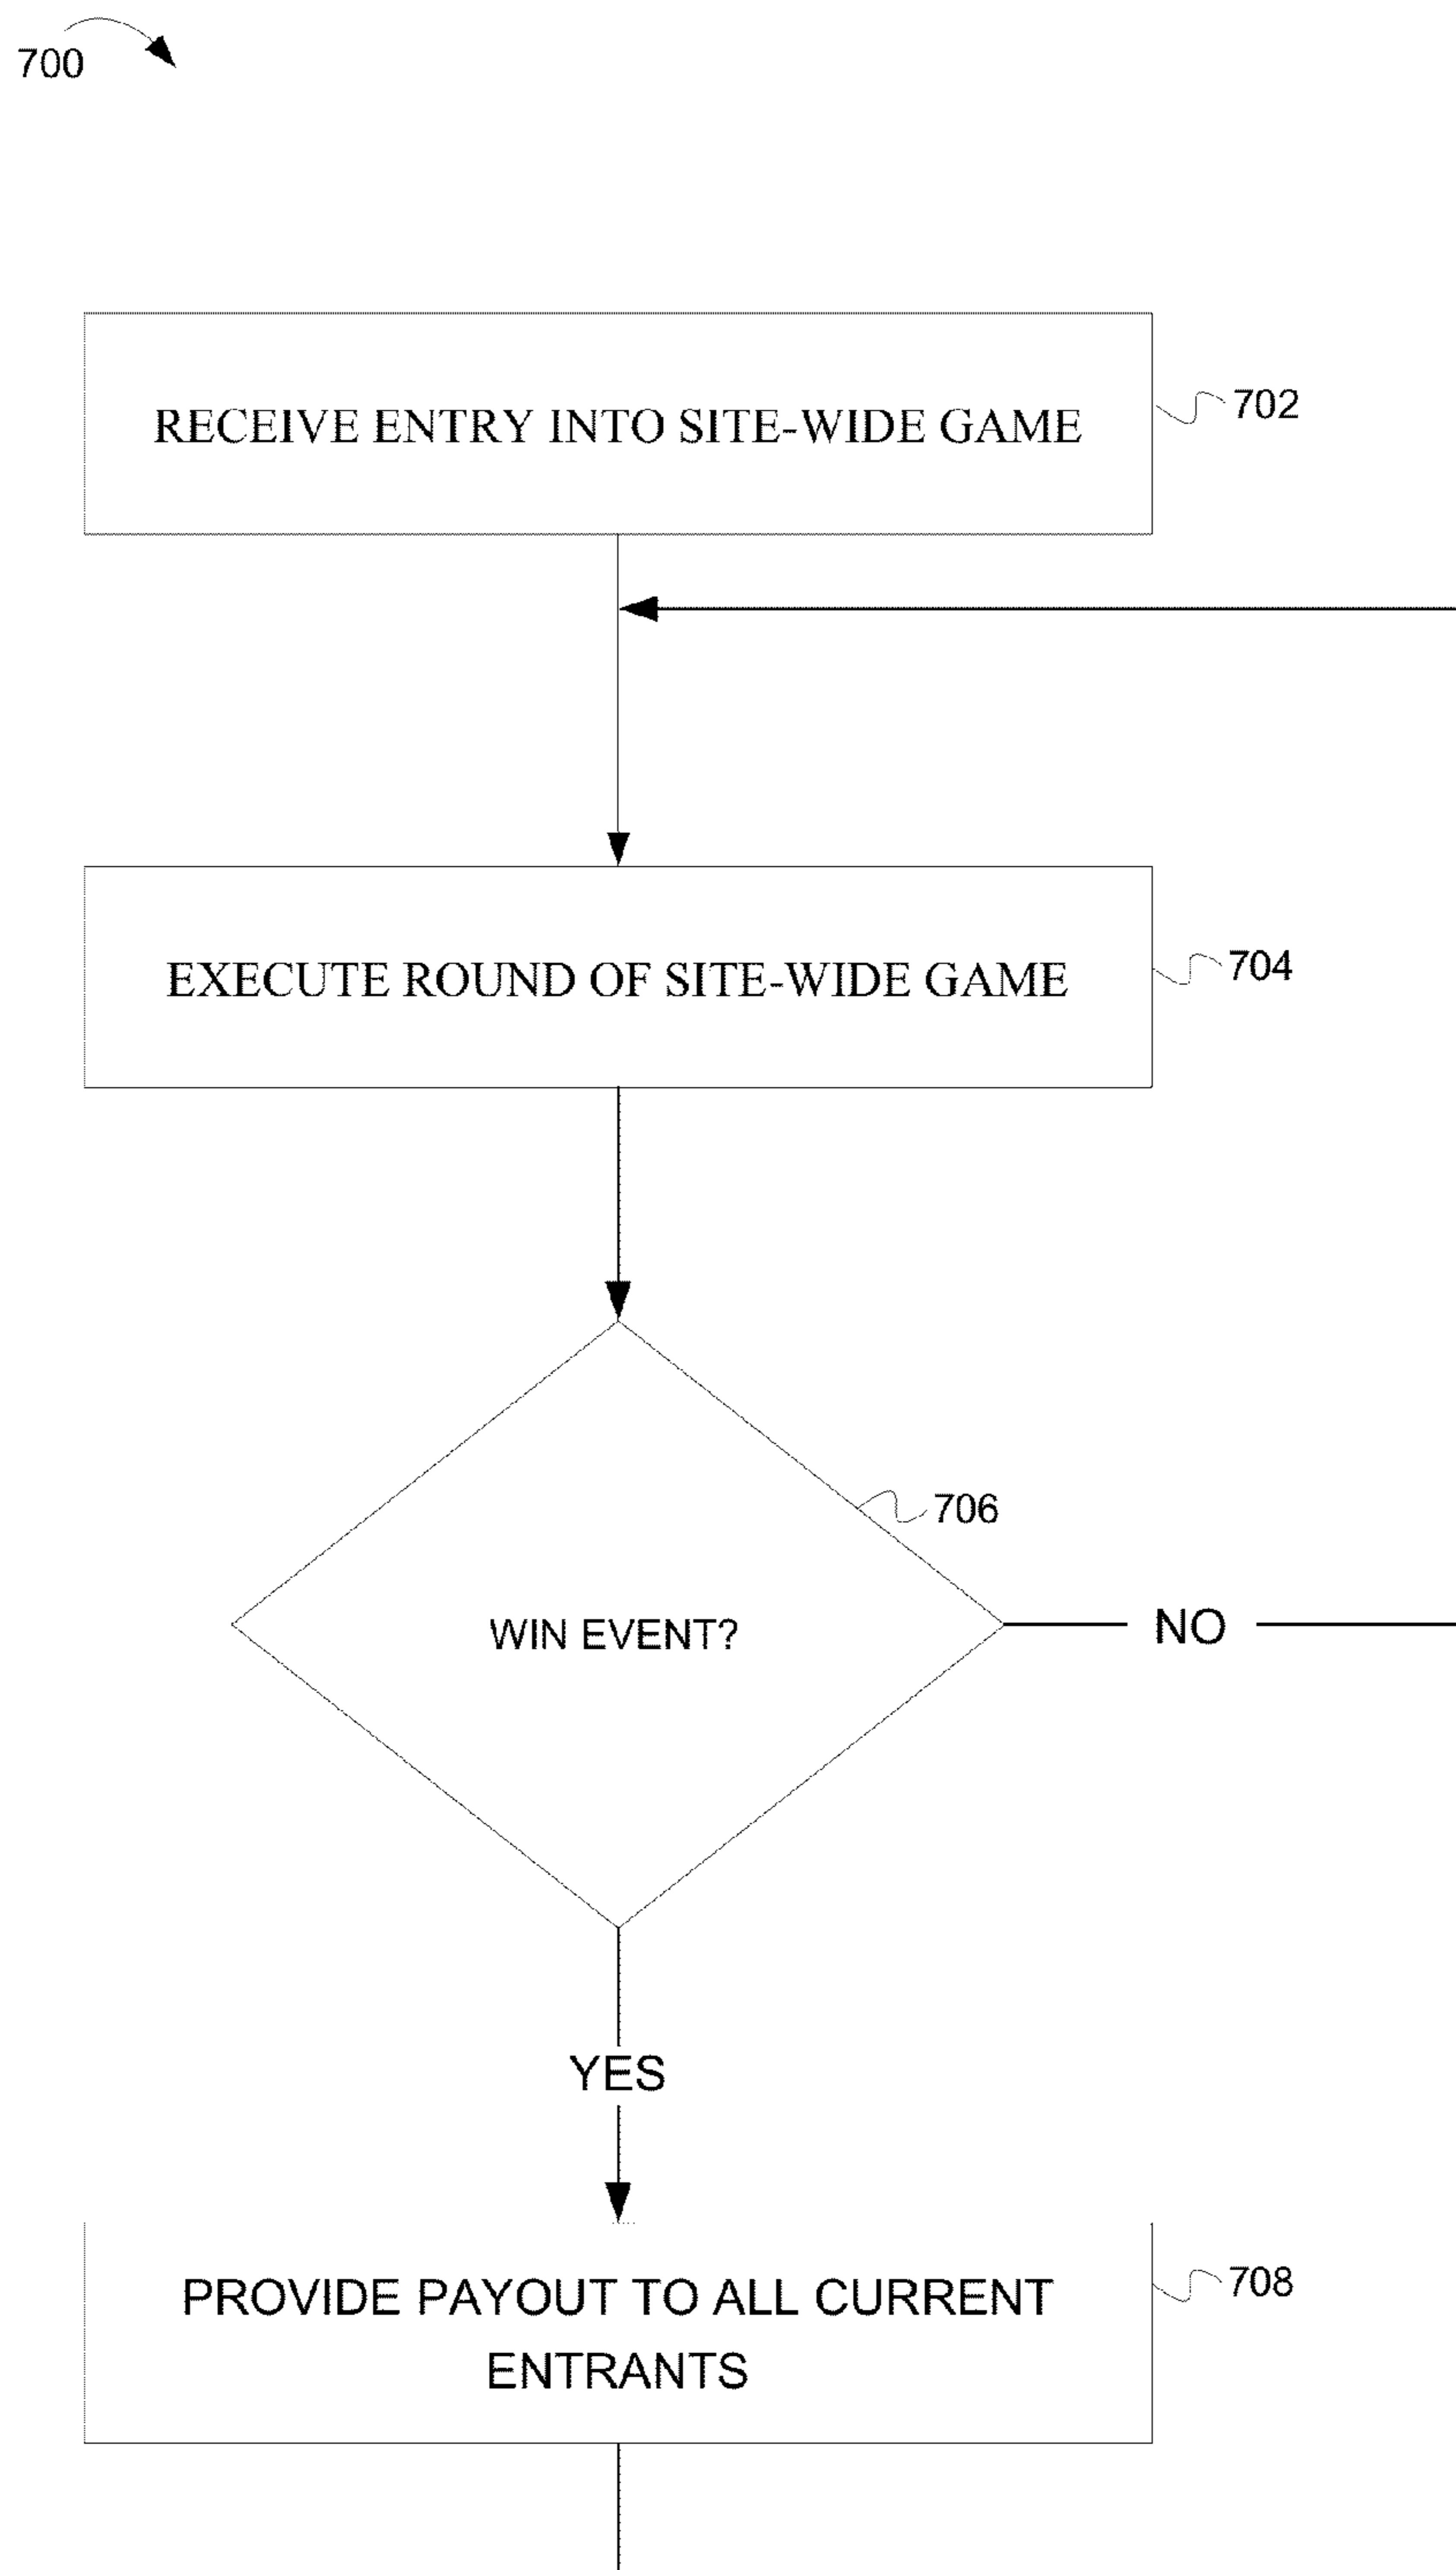 700
RECEIVE ENTRY INTO SITE-WIDE GAME
702
EXECUTE ROUND OF SITE-WIDE GAME
704
706
WIN EVENT?
NO
YES
PROVIDE PAYOUT TO ALL CURRENT
ENTRANTS
708